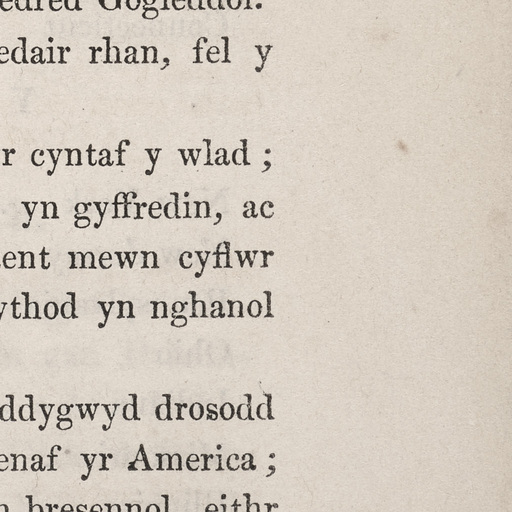 edred Gogleddol.
edair rhan, fel y
r cyntaf y wlad ;
yn gyffredin, ac
ent mewn cyflwr
ythod yn nghanol
ddygwyd drosodd
enaf yr America ;
bresennol, eithr